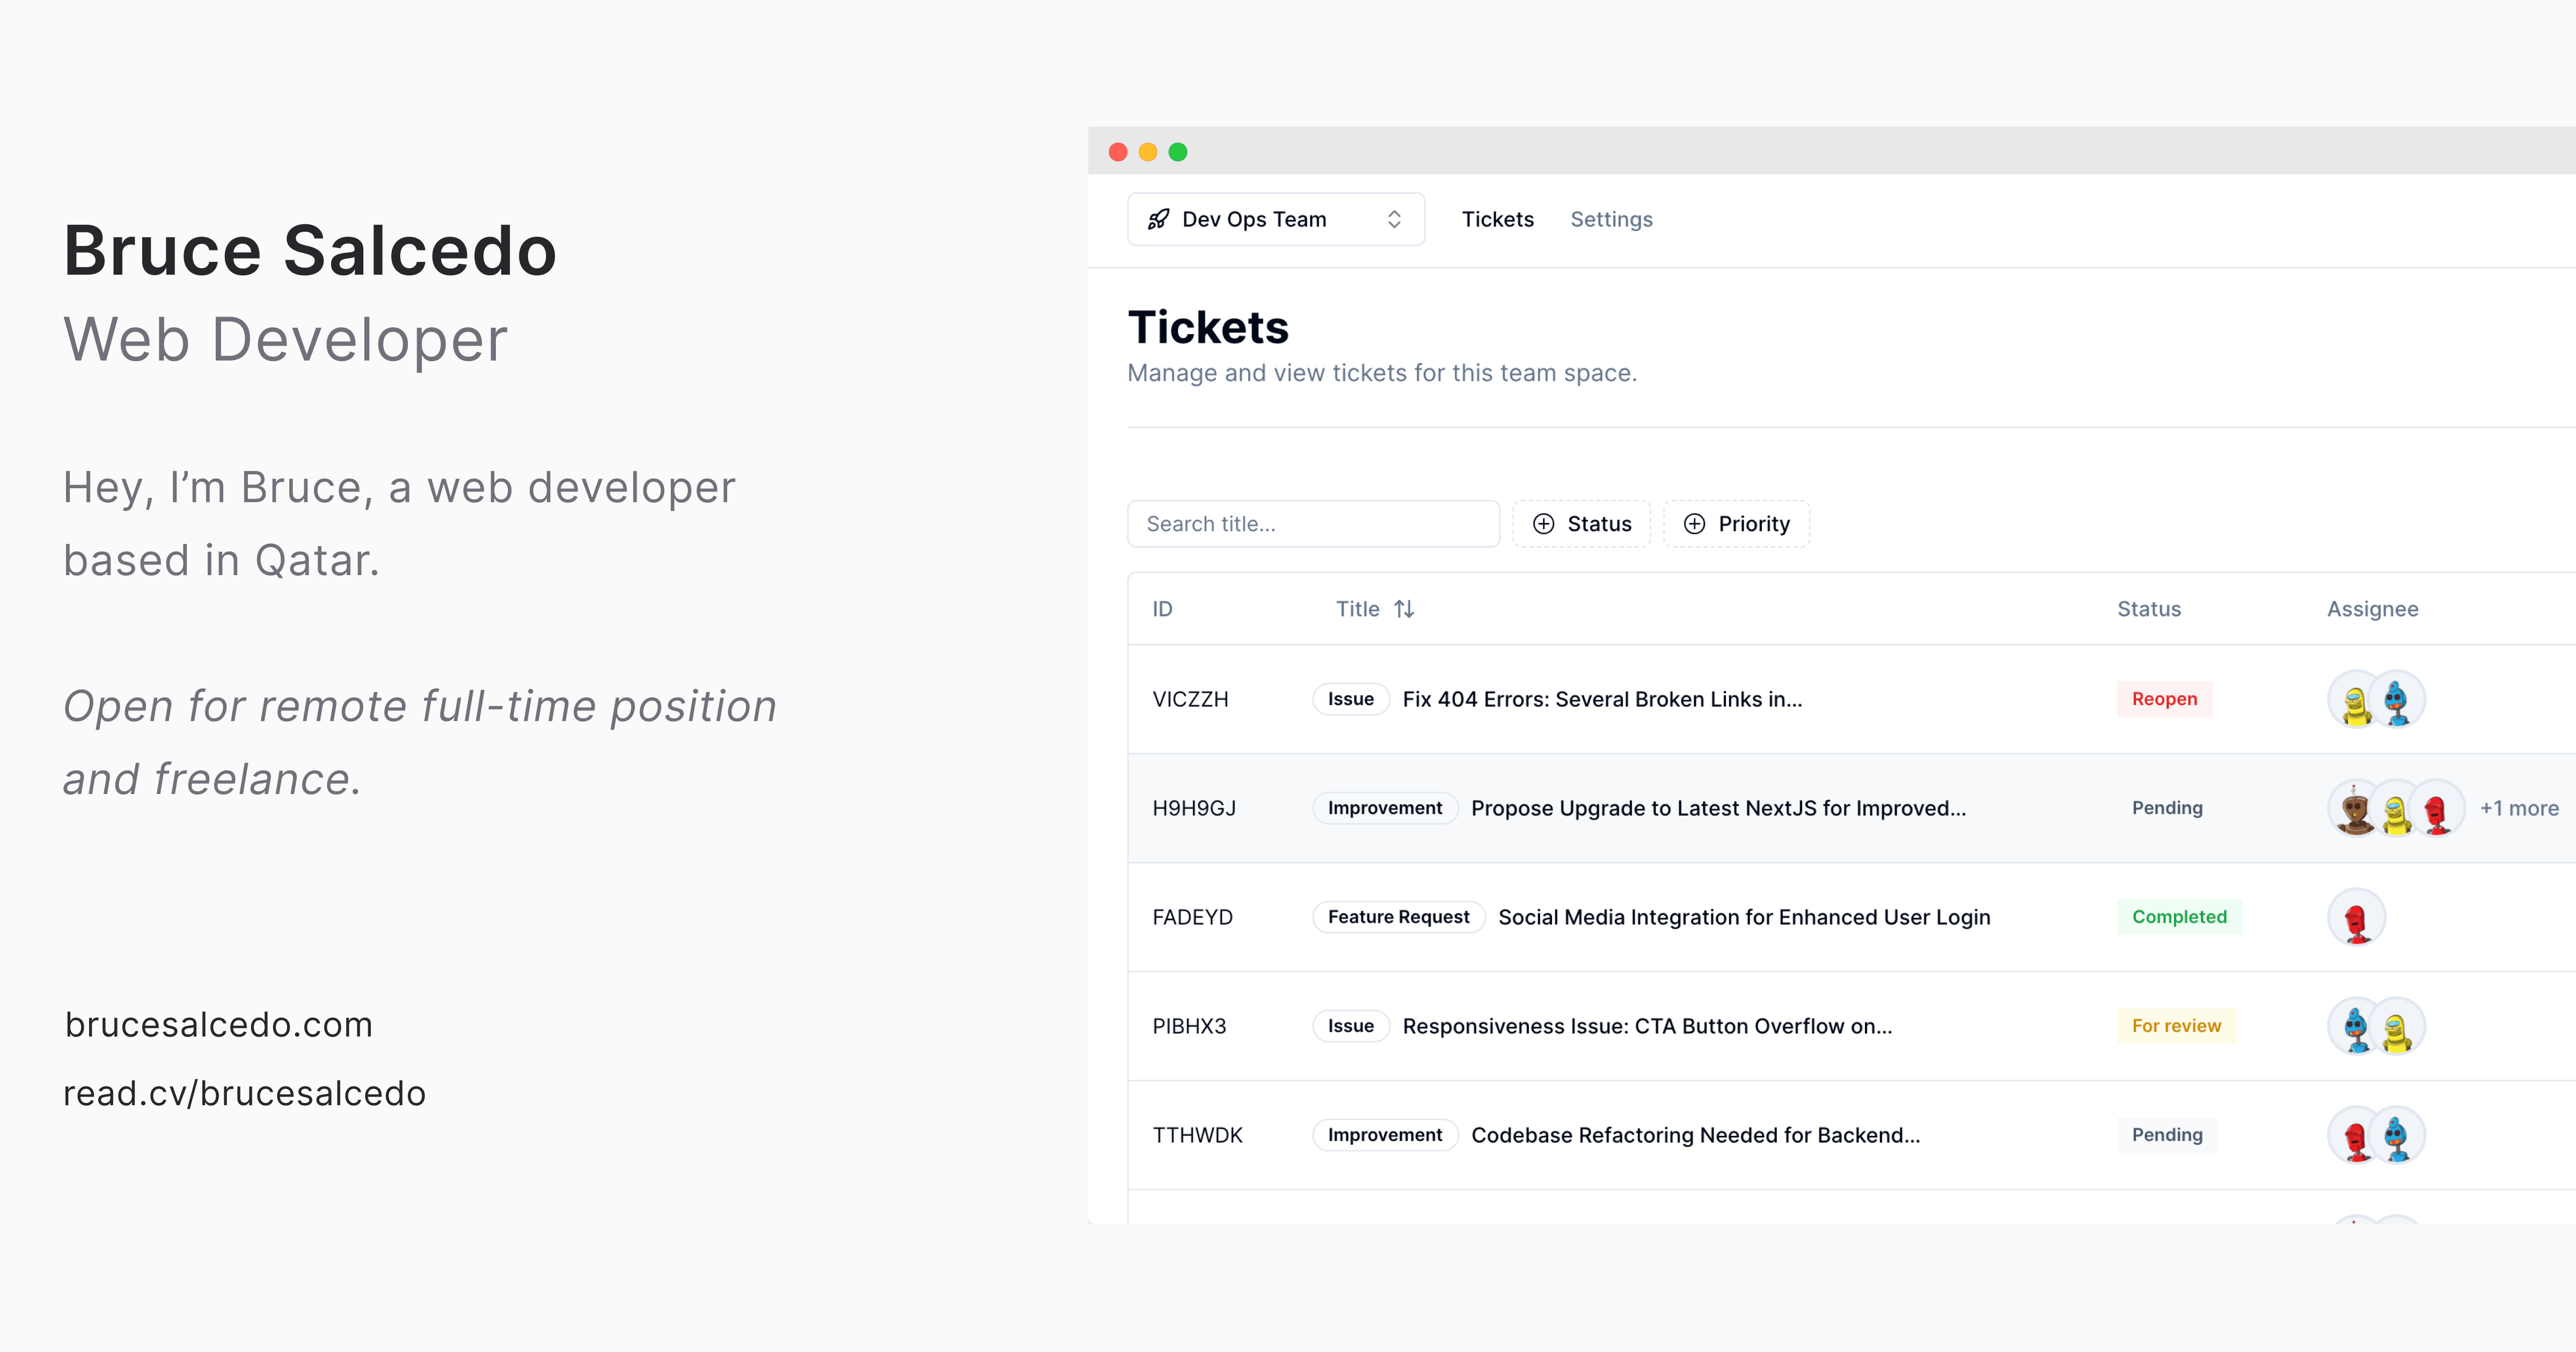 Bruce Salcedo
Web Developer
Hey, I’m Bruce, a web developer
based in Qatar.
Open for remote full-time position
and freelance.
brucesalcedo.com
read.cv/brucesalcedo
Dev Ops Team
Tickets
Settings
Tickets
Manage and view tickets for this team space.
Search title...
Status
Priority
ID Title Status Assignee
VICZZH Issue Fix 404 Errors: Several Broken Links in... Reopen
H9H9GJ Improvement Propose Upgrade to Latest NextJS for Improved... Pending +1 more
FADEYD Feature Request Social Media Integration for Enhanced User Login Completed
PIBHX3 Issue Responsiveness Issue: CTA Button Overflow on... For review
TTHWDK Improvement Codebase Refactoring Needed for Backend... Pending